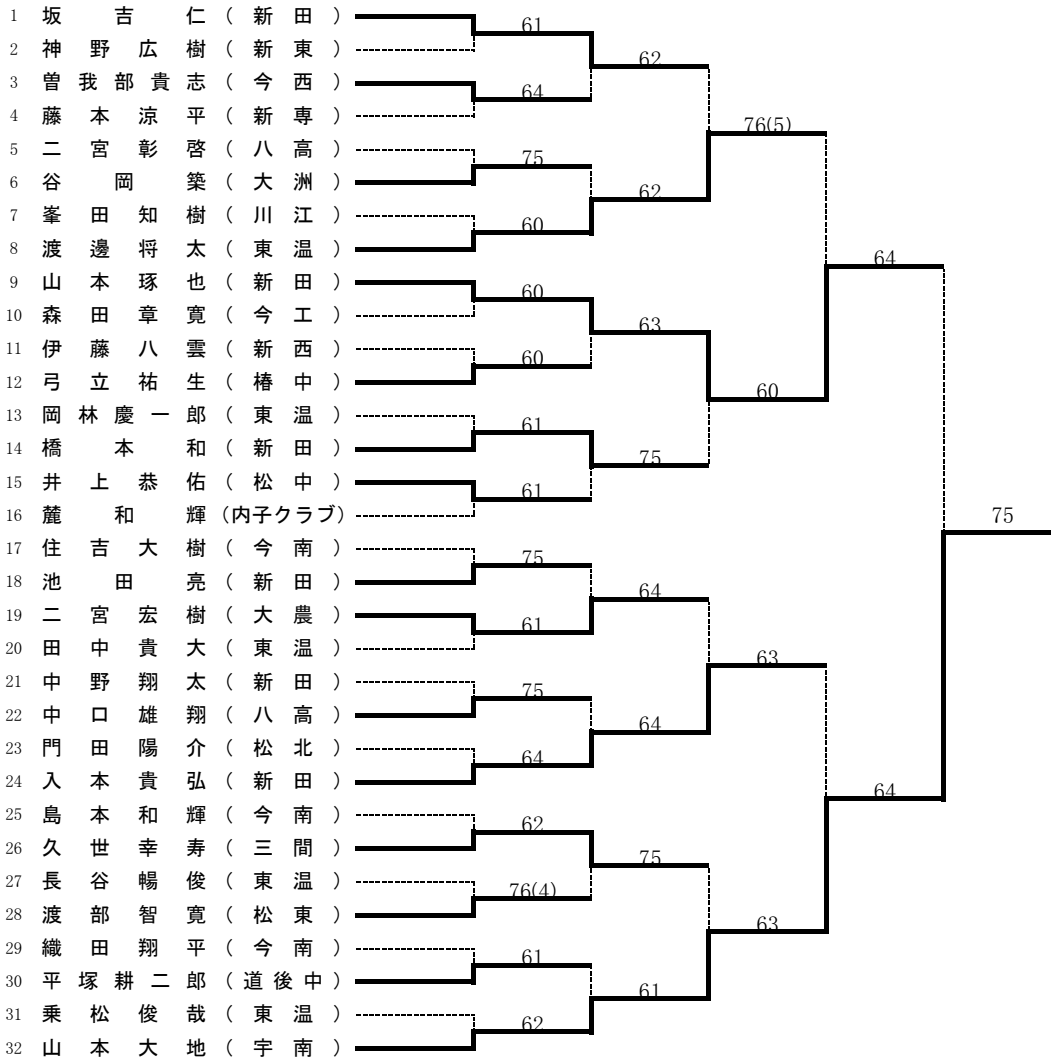 1 坂 吉 仁 ( 新 田 )
61
2 神 野 広 樹 ( 新 東 )
62
3 曽 我 部 貴 志 ( 今 西 )
64
4 藤 本 涼 平 ( 新 専 )
76(5)
5 二 宮 彰 啓 ( 八 高 )
75
6 谷 岡 築 ( 大 洲 )
62
7 峯 田 知 樹 ( 川 江 )
60
8 渡 邊 将 太 ( 東 温 )
64
9 山 本 琢 也 ( 新 田 )
60
10 森 田 章 寛 ( 今 工 )
63
11 伊 藤 八 雲 ( 新 西 )
60
12 弓 立 祐 生 ( 椿 中 )
60
13 岡 林 慶 一 郎 ( 東 温 )
61
14 橋 本 和 ( 新 田 )
75
15 井 上 恭 佑 ( 松 中 )
61
16 麓 和 輝 (内子クラブ)
75
17 住 吉 大 樹 ( 今 南 )
75
18 池 田 亮 ( 新 田 )
64
19 二 宮 宏 樹 ( 大 農 )
61
20 田 中 貴 大 ( 東 温 )
63
21 中 野 翔 太 ( 新 田 )
75
22 中 口 雄 翔 ( 八 高 )
64
23 門 田 陽 介 ( 松 北 )
64
24 入 本 貴 弘 ( 新 田 )
64
25 島 本 和 輝 ( 今 南 )
62
26 久 世 幸 寿 ( 三 間 )
75
27 長 谷 暢 俊 ( 東 温 )
76(4)
28 渡 部 智 寛 ( 松 東 )
63
29 織 田 翔 平 ( 今 南 )
61
30 平 塚 耕 二 郎 ( 道 後 中 )
61
31 乗 松 俊 哉 ( 東 温 )
62
32 山 本 大 地 ( 宇 南 )